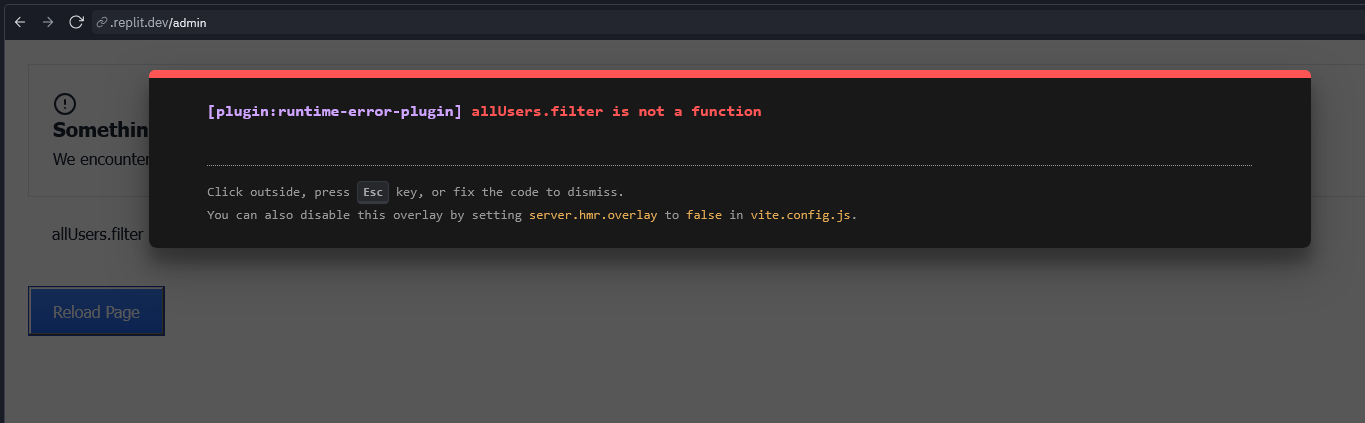 .replit.dev/admin
[plugin:runtime-error-plugin] allUsers.filter is not a function
Somethin
We encounter
Click outside, press Esc key, or fix the code to dismiss.
You can also disable this overlay by setting server.hmr.overlay to false in vite.config.js.
allUsers.filter
Reload Page